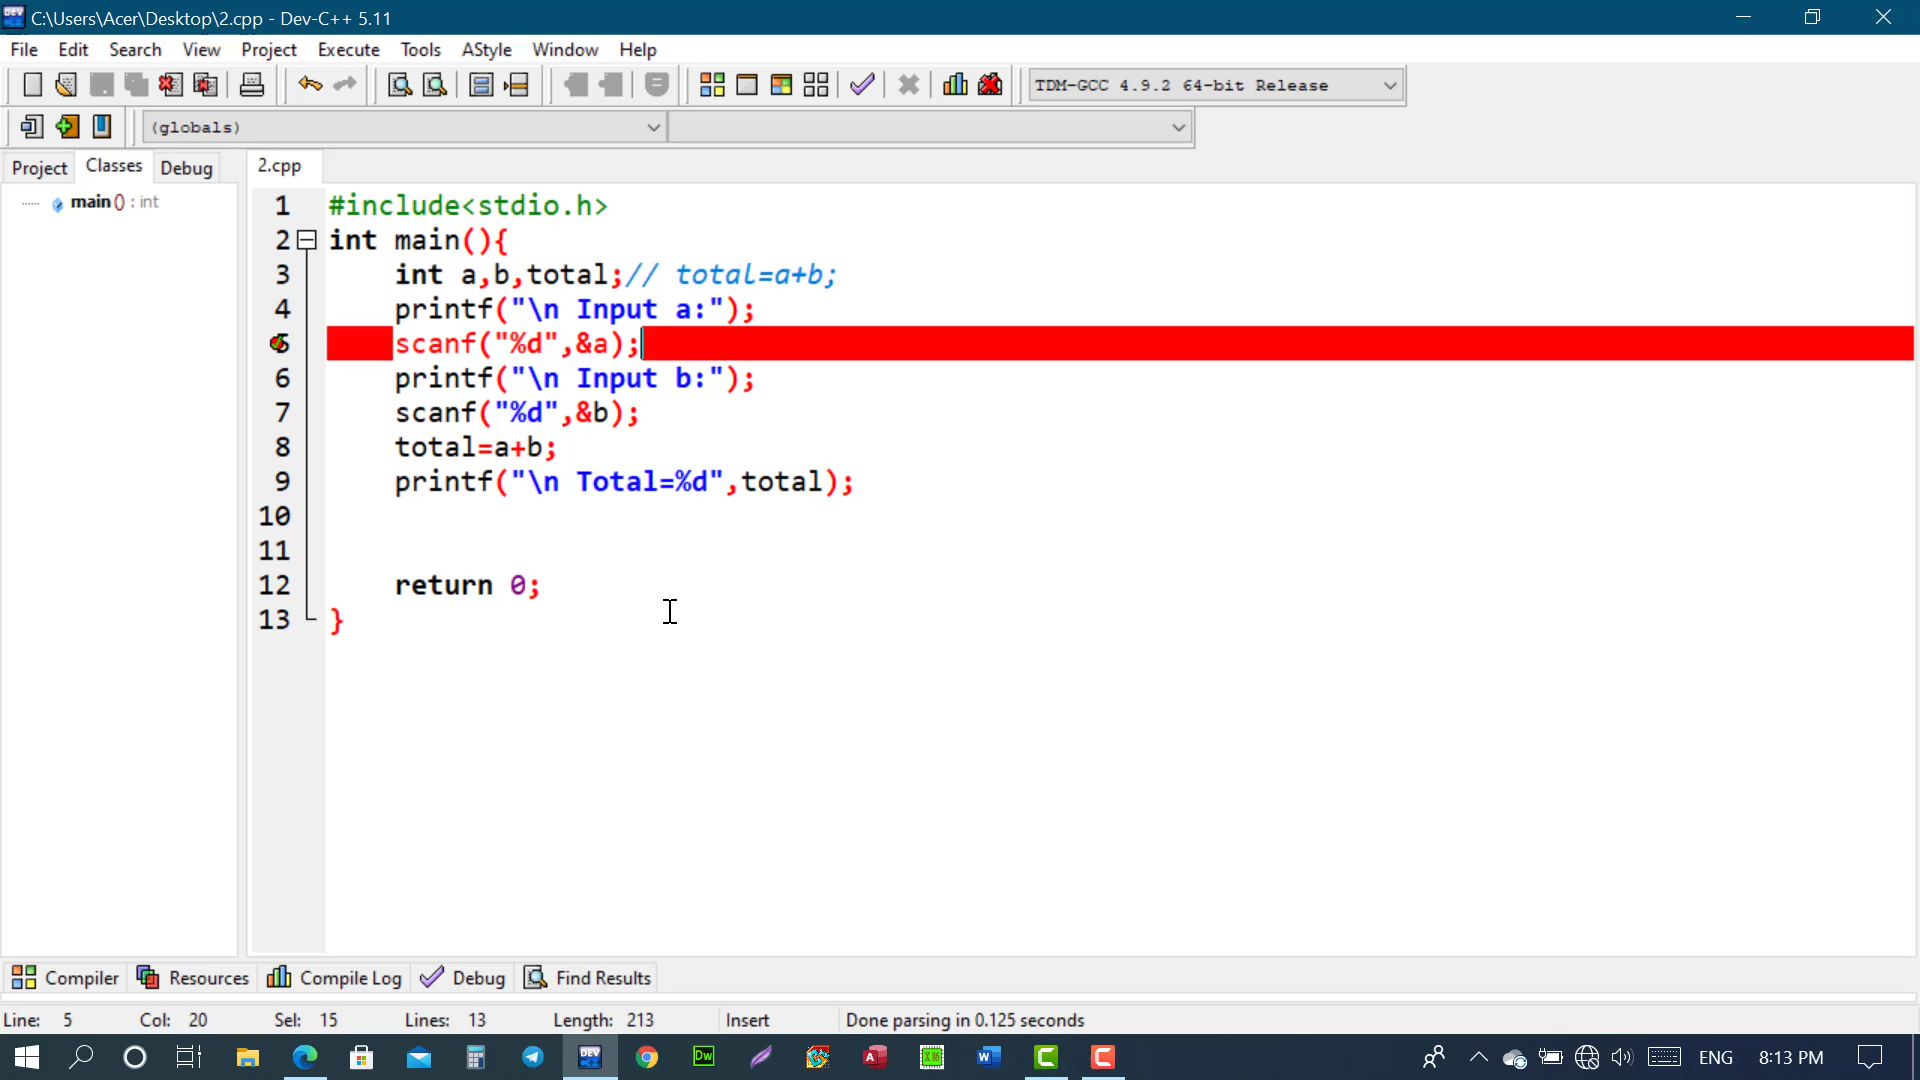 C:\Users\Acer\Desktop\2.cpp - Dev-C++ 5.11
File Edit Search View Project Execute Tools AStyle Window Help
TDM-GCC 4.9.2 64-bit Release
(globals)
Project Classes Debug
2.cpp
main () : int
1 #include<stdio.h>
2 int main(){
3 int a,b,total;// total=a+b;
4 printf("\n Input a:");
5 scanf("%d",&a);
6 printf("\n Input b:");
7 scanf("%d",&b);
8 total=a+b;
9 printf("\n Total=%d",total);
10
11
12 return 0;
13 }
Compiler Resources Compile Log Debug Find Results
Line: 5 Col: 20 Sel: 15 Lines: 13 Length: 213 Insert Done parsing in 0.125 seconds
DEV Dw ENG 8:13 PM